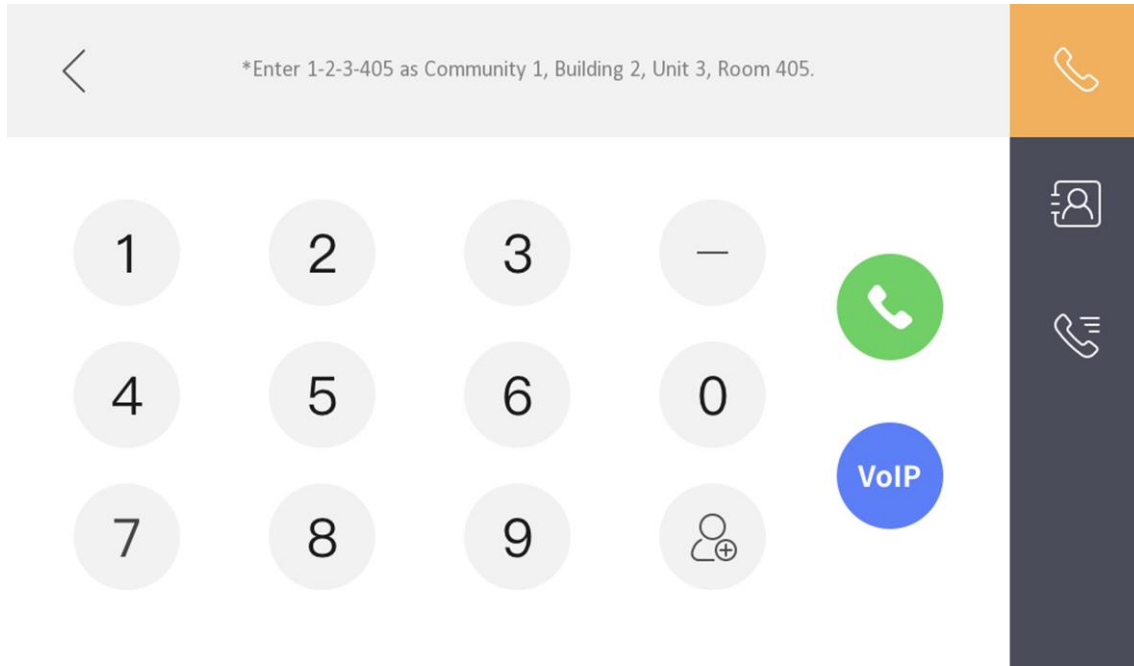 *Enter 1-2-3-405 as Community 1, Building 2, Unit 3, Room 405.
1 2 3 —
4 5 6 0
VoIP
7 8 9